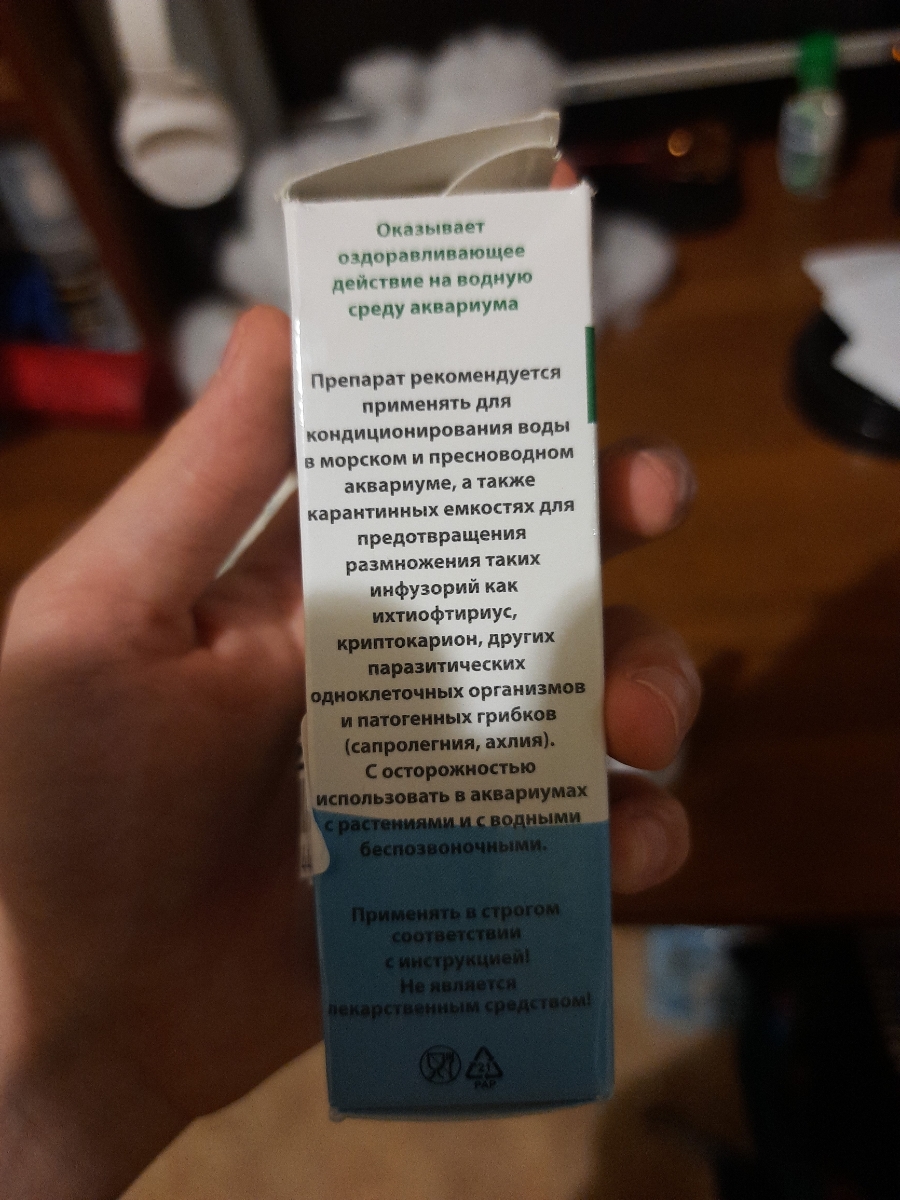 Оказывает
оздоравливающее
действие на водную
среду аквариума
Препарат рекомендуется
применять для
кондиционирования воды
в морском и пресноводном
аквариуме, а также
карантинных емкостях для
предотвращения
размножения таких
инфузорий как
ихтиофтириус,
криптокарион, других
паразитических
одноклеточных организмов
и патогенных грибков
(сапролегния, ахлия).
С осторожностью
использовать в аквариумах
с растениями и с водными
беспозвоночными.
Применять в строгом
соответствии
с инструкцией!
Не является
лекарственным средством!
21
PAP